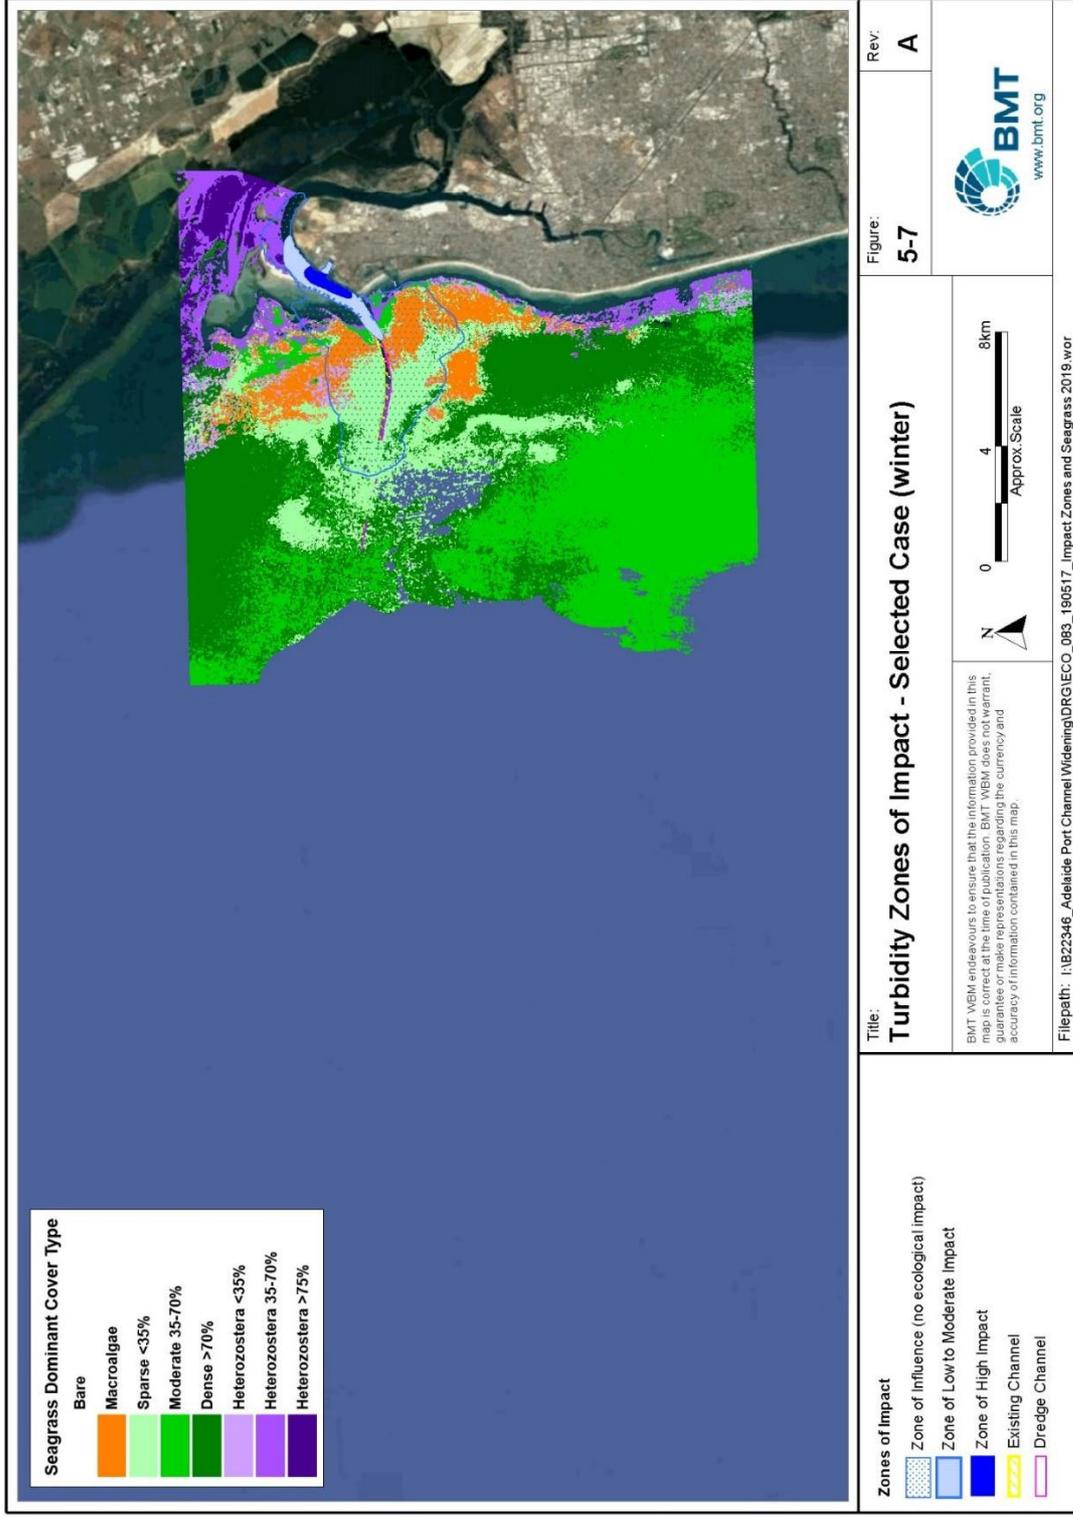 Seagrass Dominant Cover Type
Bare
Macroalgae
Sparse <35%
Moderate 35-70%
Dense >70%
Heterozostera <35%
Heterozostera 35-70%
Heterozostera >75%
Zones of Impact
Zone of Influence (no ecological impact)
Zone of Low to Moderate Impact
Zone of High Impact
Existing Channel
Dredge Channel
Title:
Turbidity Zones of Impact - Selected Case (winter)
Figure:
5-7
Rev:
A
BMT WBM endeavours to ensure that the information provided in this
map is correct at the time of publication. BMT WBM does not warrant,
guarantee or make representations regarding the currency and
accuracy of information contained in this map.
N
0 4 8km
Approx. Scale
BMT
www.bmt.org
Filepath: I:\B22346_Adelaide Port Channel Widening\DRG\ECO_083_190517_Impact Zones and Seagrass 2019.wor